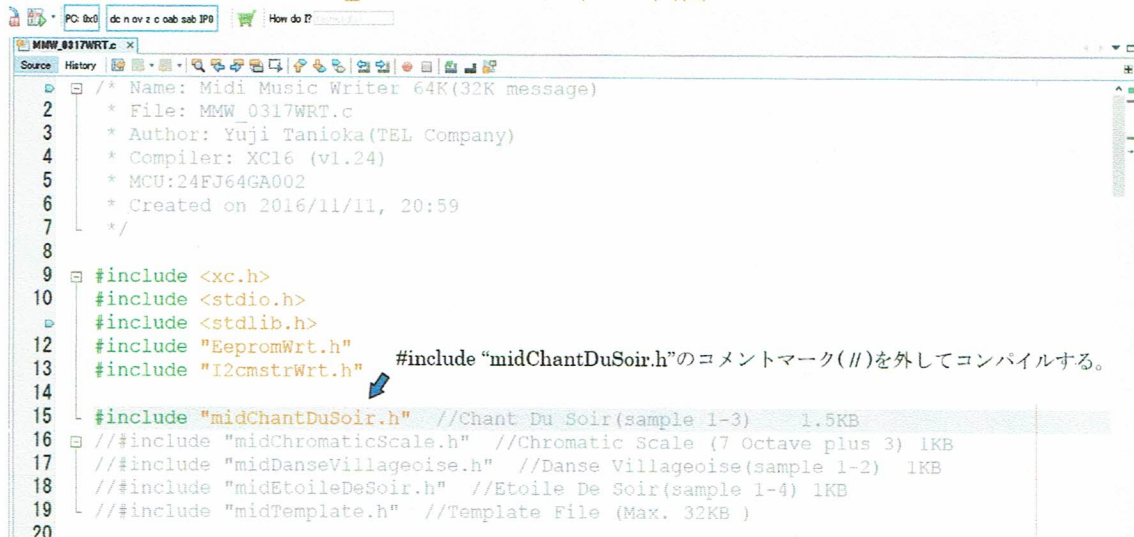 PC: 0x0 dc n ov z c oab sab IP0 How do I?
MMW_0317WRT.c
Source History
/* Name: Midi Music Writer 64K(32K message)
2 * File: MMW_0317WRT.c
3 * Author: Yuji Tanioka(TEL Company)
4 * Compiler: XC16 (v1.24)
5 * MCU:24FJ64GA002
6 * Created on 2016/11/11, 20:59
7 */
8
9 #include <xc.h>
10 #include <stdio.h>
#include <stdlib.h>
12 #include "EepromWrt.h"
13 #include "I2cmstrWrt.h"
#include “midChantDuSoir.h”のコメントマーク(//)を外してコンパイルする。
14
15 #include "midChantDuSoir.h" //Chant Du Soir(sample 1-3) 1.5KB
16 //#include "midChromaticScale.h" //Chromatic Scale (7 Octave plus 3) 1KB
17 //#include "midDanseVillageoise.h" //Danse Villageoise(sample 1-2) 1KB
18 //#include "midEtoileDeSoir.h" //Etoile De Soir(sample 1-4) 1KB
19 //#include "midTemplate.h" //Template File (Max. 32KB )
20